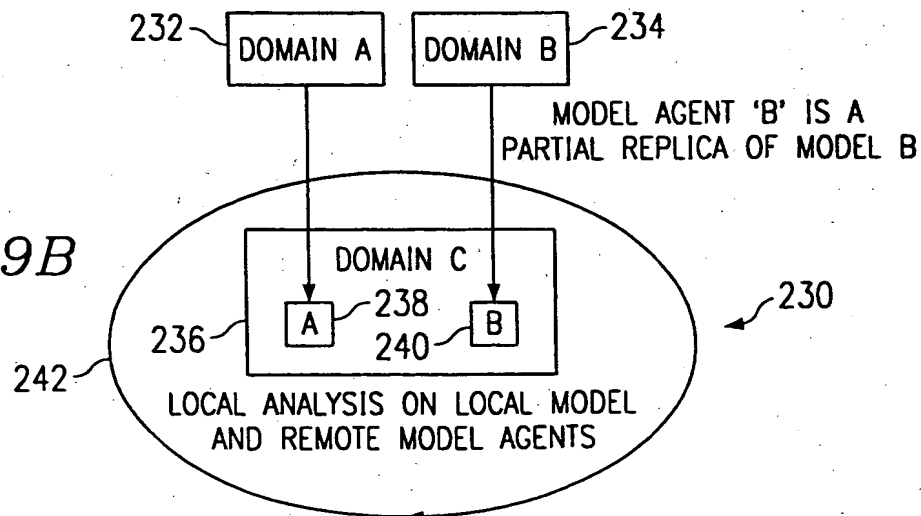 232
DOMAIN A
DOMAIN B
234
MODEL AGENT 'B' IS A
PARTIAL REPLICA OF MODEL B
9B
DOMAIN C
A
238
B
240
236
230
242
LOCAL ANALYSIS ON LOCAL MODEL
AND REMOTE MODEL AGENTS